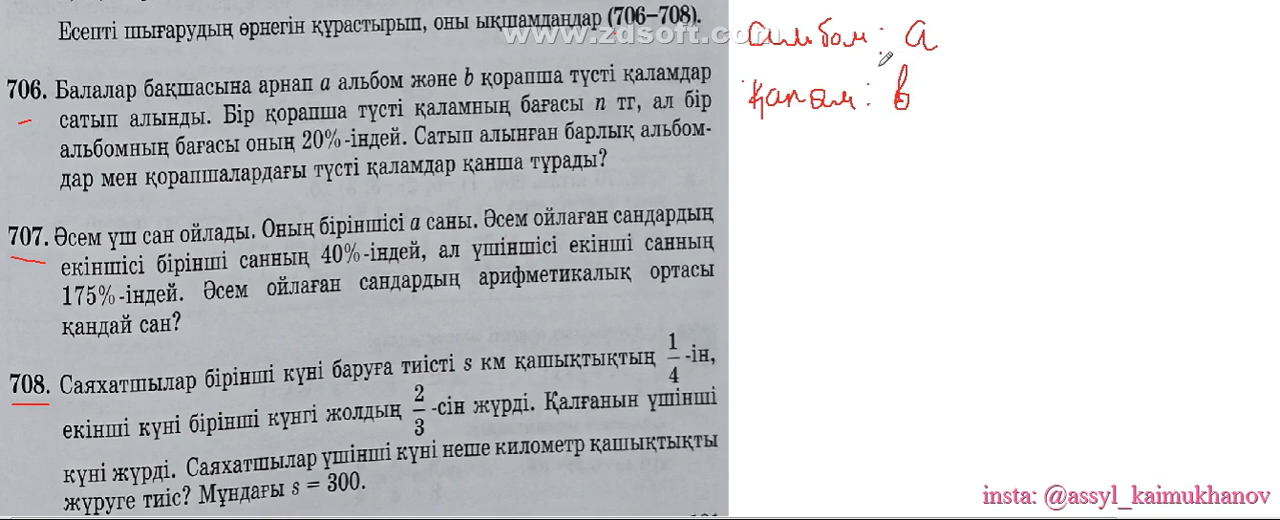 Есепті шығарудың өрнегін құрастырып, оны ықшамдаңдар (706–708).
www.zdsoft.com
альбом: a
қалам: b
706. Балалар бақшасына арнап a альбом және b қорапша түсті қаламдар
сатып алынды. Бір қорапша түсті қаламның бағасы n тг, ал бір
альбомның бағасы оның 20%-індей. Сатып алынған барлық альбом-
дар мен қорапшалардағы түсті қаламдар қанша тұрады?
707. Әсем үш сан ойлады. Оның біріншісі a саны. Әсем ойлаған сандардың
екіншісі бірінші санның 40%-індей, ал үшіншісі екінші санның
175%-індей. Әсем ойлаған сандардың арифметикалық ортасы
қандай сан?
708. Саяхатшылар бірінші күні баруға тиісті s км қашықтықтың 1/4-ін,
екінші күні бірінші күнгі жолдың 2/3-сін жүрді. Қалғанын үшінші
күні жүрді. Саяхатшылар үшінші күні неше километр қашықтықты
жүруге тиіс? Мұндағы s = 300.
insta: @assyl_kaimukhanov